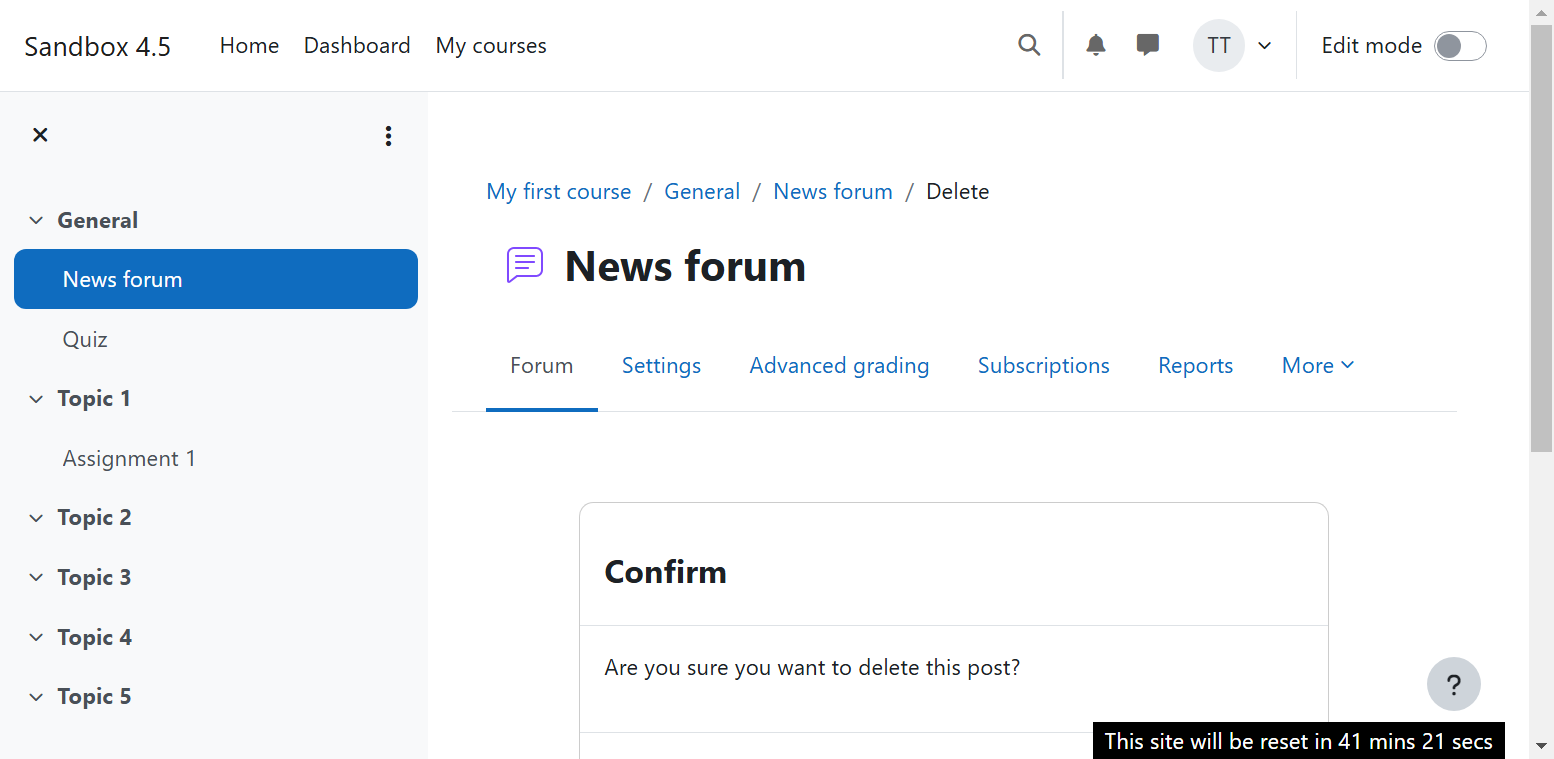 Sandbox 4.5 Home Dashboard My courses TT Edit mode
General
News forum
Quiz
Topic 1
Assignment 1
Topic 2
Topic 3
Topic 4
Topic 5
My first course / General / News forum / Delete
News forum
Forum Settings Advanced grading Subscriptions Reports More
Confirm
Are you sure you want to delete this post?
?
This site will be reset in 41 mins 21 secs